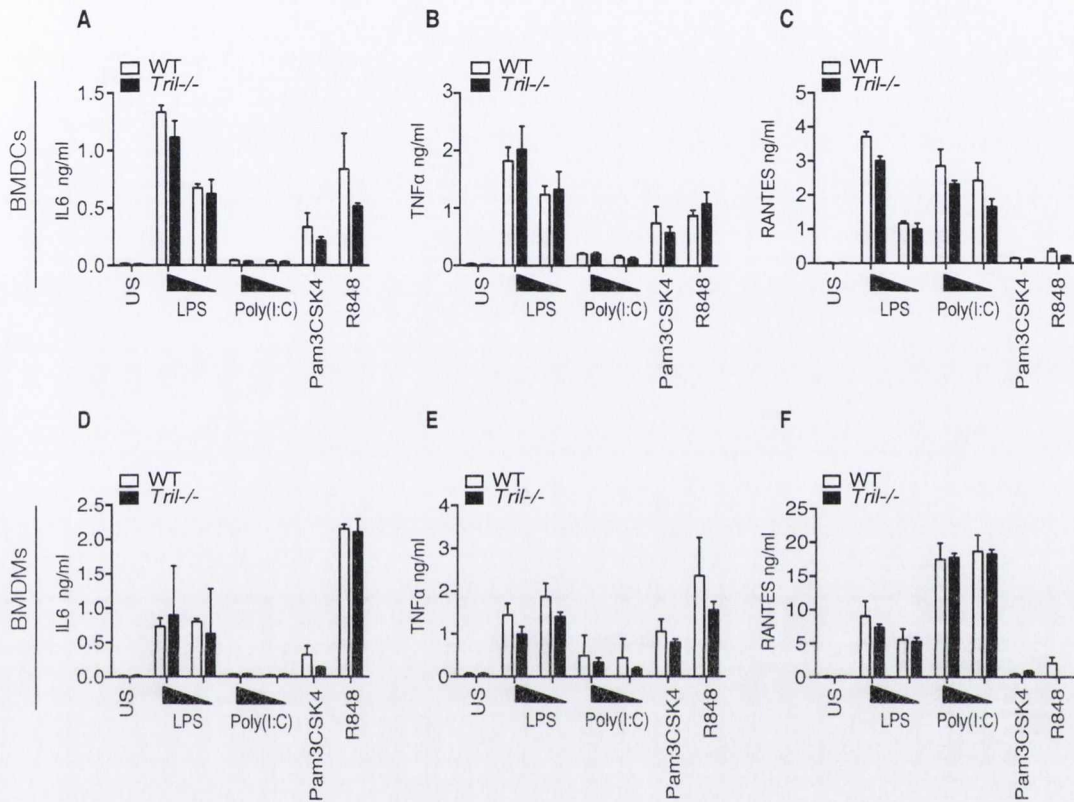 A
B
C
BMDCs
WT
Tril-/-
IL6 ng/ml
1.5
1.0
0.5
0.0
US
LPS
Poly(I:C)
Pam3CSK4
R848
WT
Tril-/-
TNFα ng/ml
3
2
1
0
US
LPS
Poly(I:C)
Pam3CSK4
R848
WT
Tril-/-
RANTES ng/ml
5
4
3
2
1
0
US
LPS
Poly(I:C)
Pam3CSK4
R848
D
E
F
BMDMs
WT
Tril-/-
IL6 ng/ml
2.5
2.0
1.5
1.0
0.5
0.0
US
LPS
Poly(I:C)
Pam3CSK4
R848
WT
Tril-/-
TNFα ng/ml
4
3
2
1
0
US
LPS
Poly(I:C)
Pam3CSK4
R848
WT
Tril-/-
RANTES ng/ml
25
20
15
10
5
0
US
LPS
Poly(I:C)
Pam3CSK4
R848